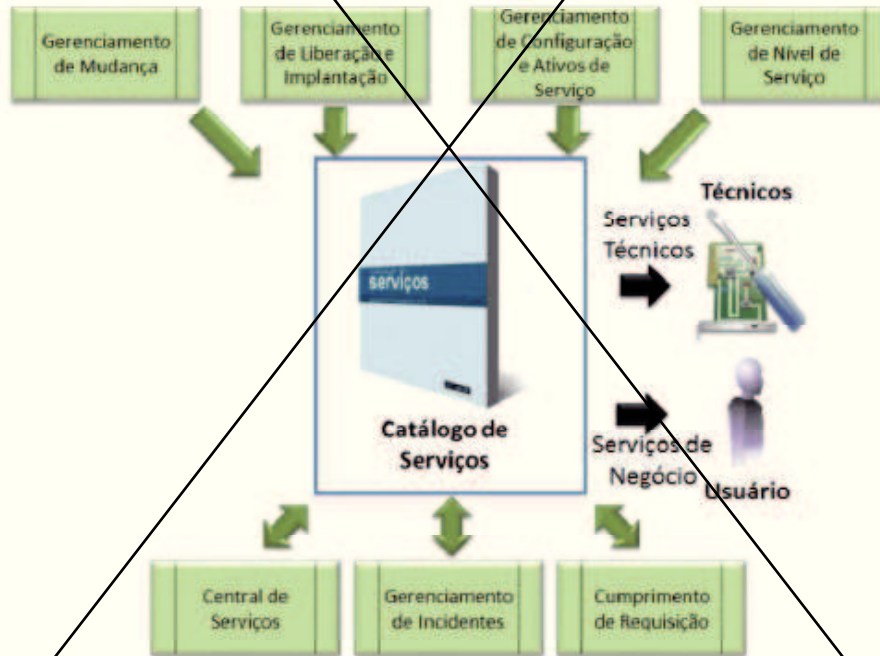 Gerenciamento
de Mudança
Gerenciamento
de Liberação e
Implantação
Gerenciamento
de Configuração
e Ativos de
Serviço
Gerenciamento
de Nível de
Serviço
serviços
Catálogo de
Serviços
Serviços
Técnicos
Técnicos
Serviços de
Negócio
Usuário
Central de
Serviços
Gerenciamento
de Incidentes
Cumprimento
de Requisição